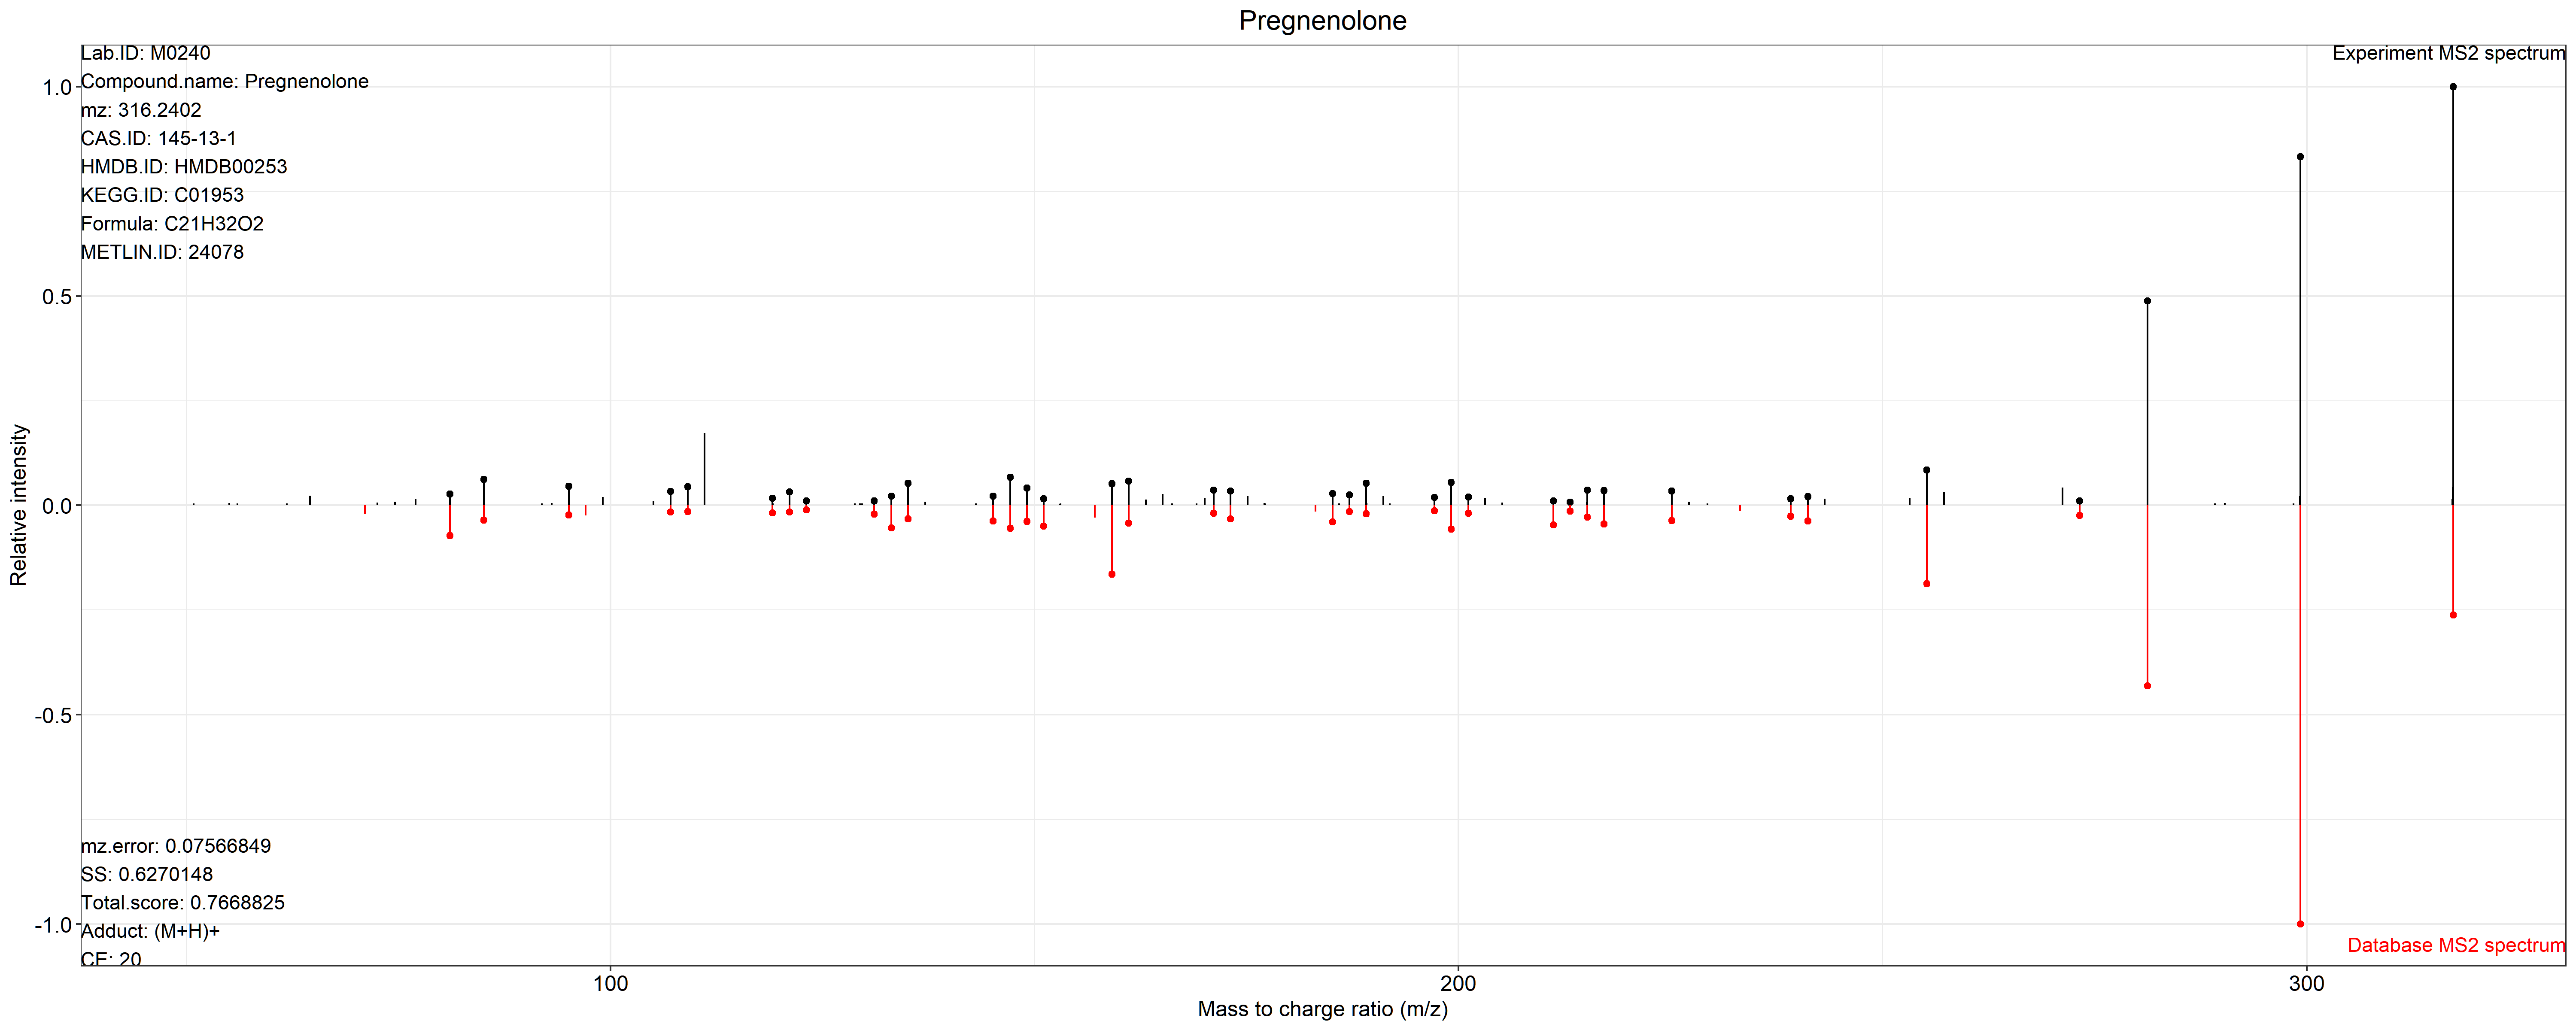 Pregnenolone
Lab.ID: M0240
Experiment MS2 spectrum
Compound.name: Pregnenolone
mz: 316.2402
CAS.ID: 145-13-1
HMDB.ID: HMDB00253
KEGG.ID: C01953
Formula: C21H32O2
METLIN.ID: 24078
1.0
0.5
0.0
-0.5
-1.0
Relative intensity
mz.error: 0.07566849
SS: 0.6270148
Total.score: 0.7668825
Adduct: (M+H)+
CE: 20
Database MS2 spectrum
100
200
300
Mass to charge ratio (m/z)